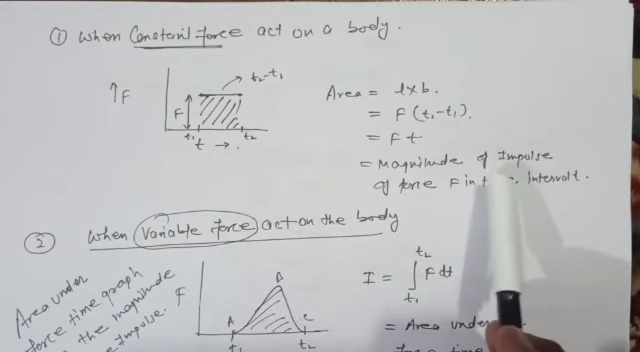 ① when Constant force act on a body.
↑F
F
t₂-t₁
t₁
t₂
t →
Area = l×b.
= F(t₂-t₁).
= F t.
= Magnitude of Impulse
of force F in t interval t.
② when Variable force act on the body
Area under
force time graph
the magnitude
Impulse.
F
A
B
C
t₁
t₂
I = ∫ F dt
t₂
t₁
= Area under